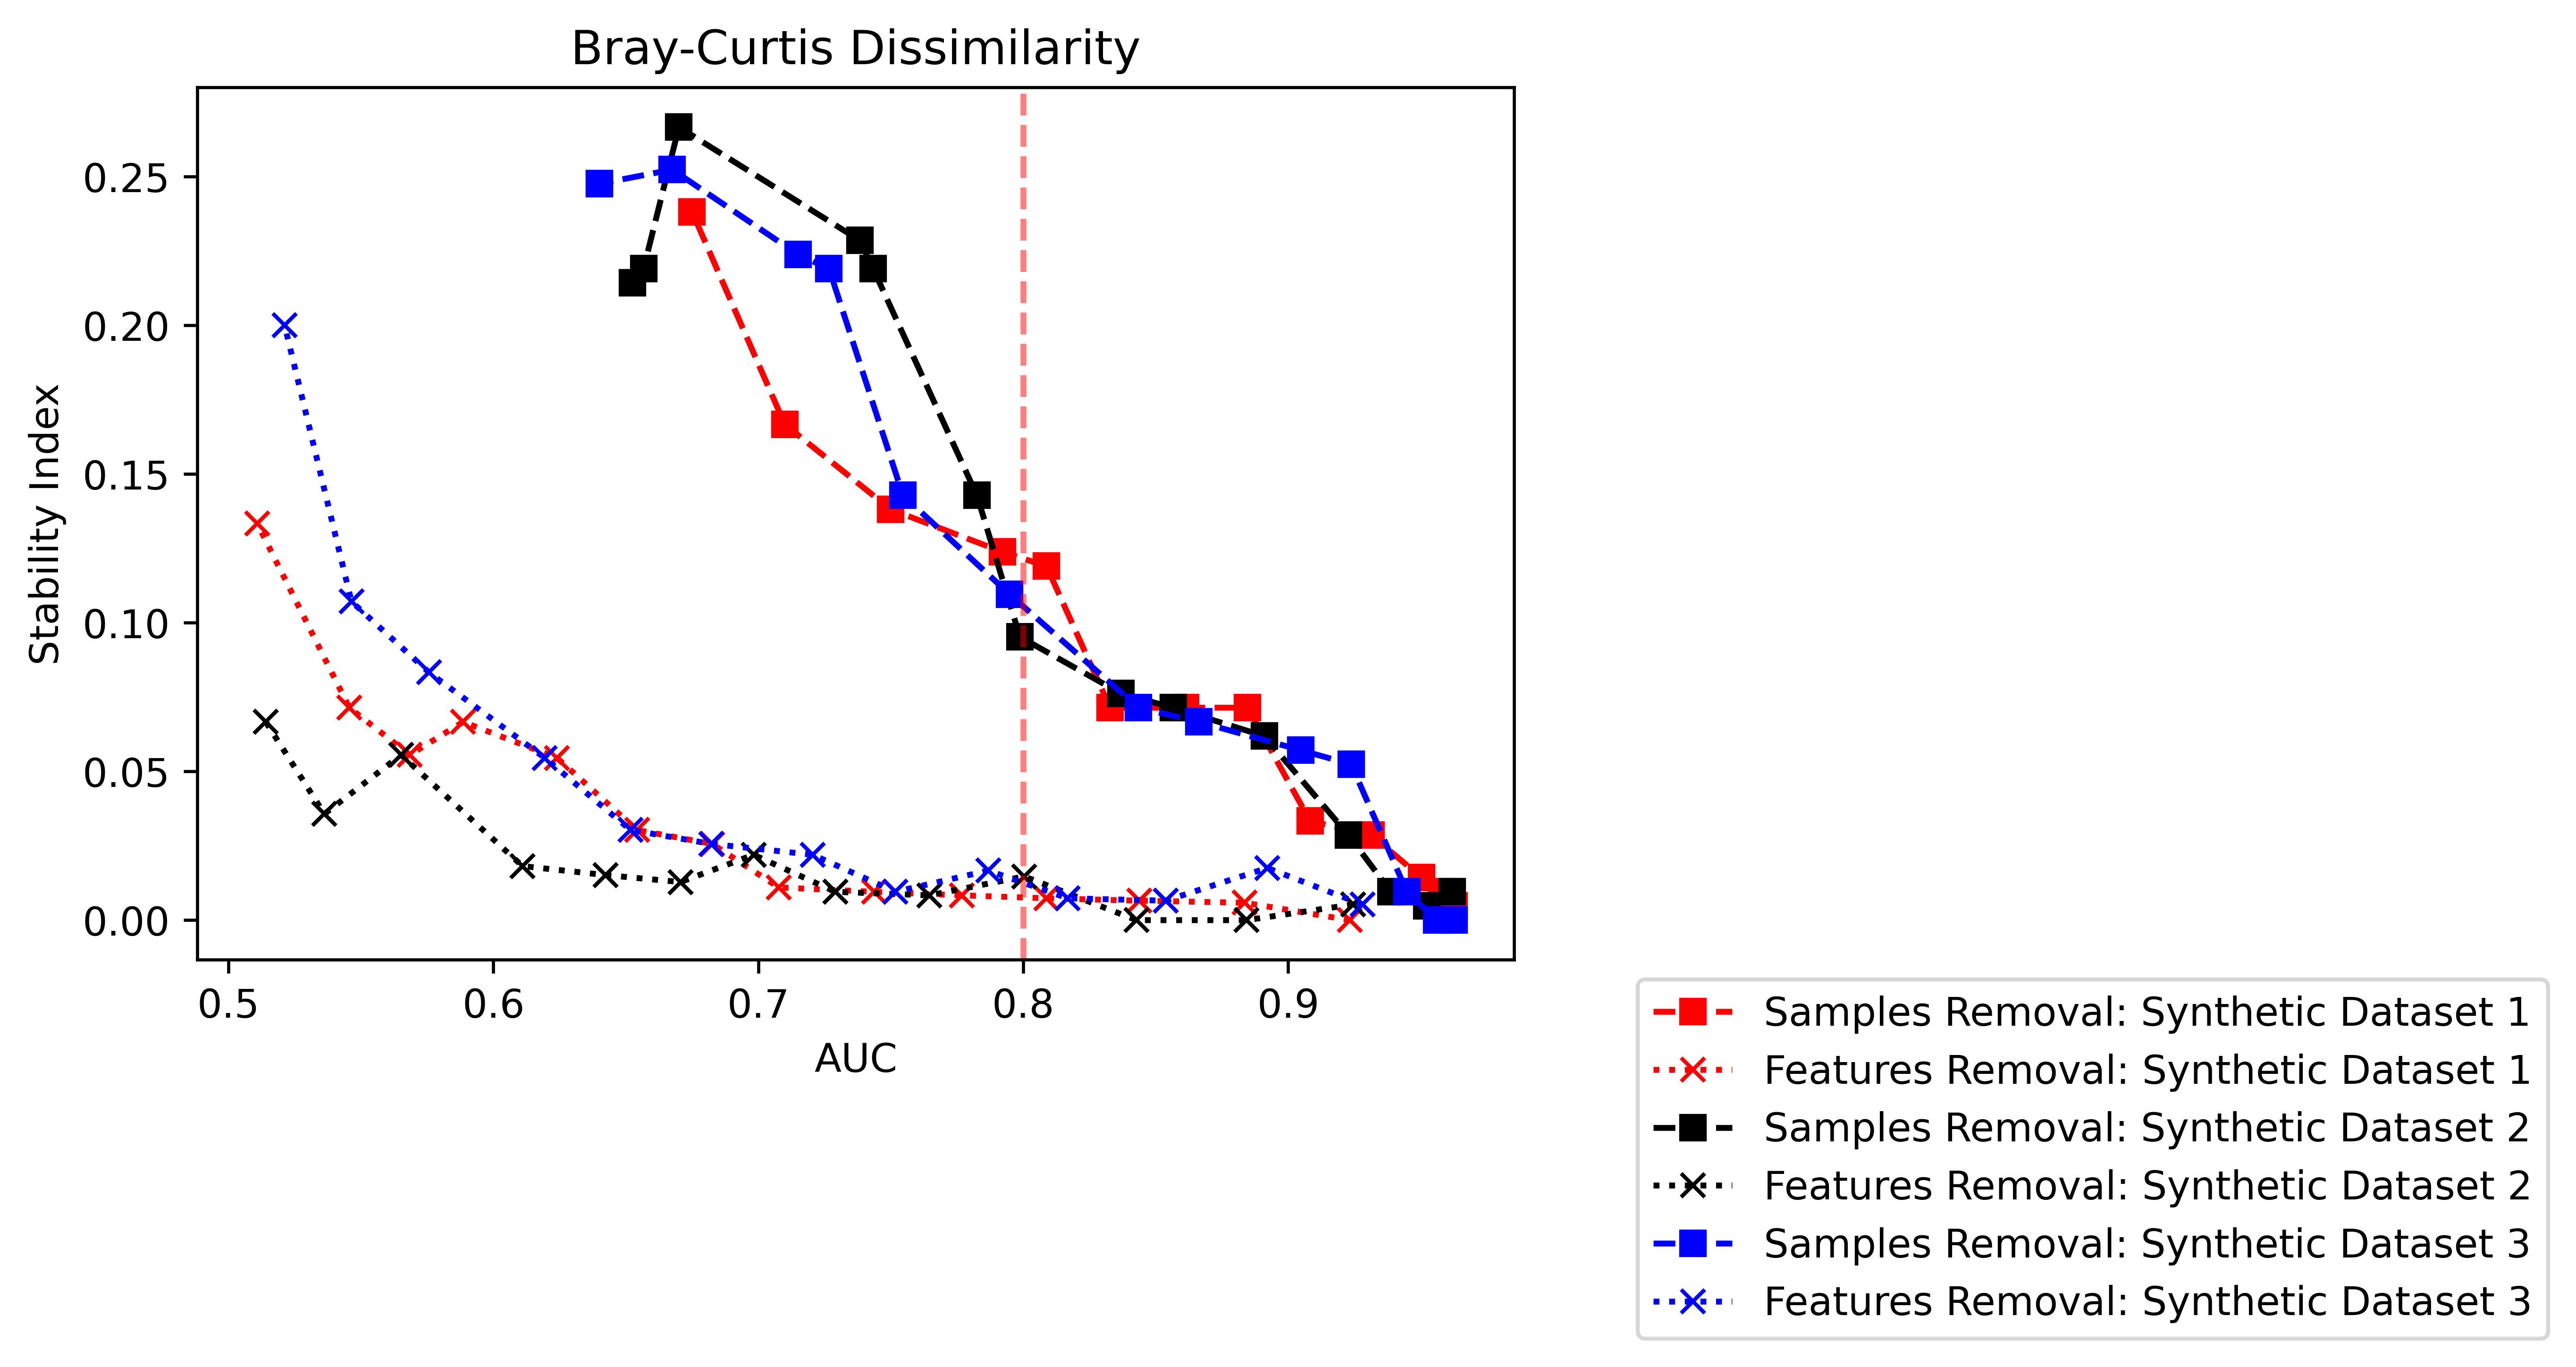 Bray-Curtis Dissimilarity
Stability Index
0.25
0.20
0.15
0.10
0.05
0.00
0.5 0.6 0.7 0.8 0.9
AUC
Samples Removal: Synthetic Dataset 1
Features Removal: Synthetic Dataset 1
Samples Removal: Synthetic Dataset 2
Features Removal: Synthetic Dataset 2
Samples Removal: Synthetic Dataset 3
Features Removal: Synthetic Dataset 3